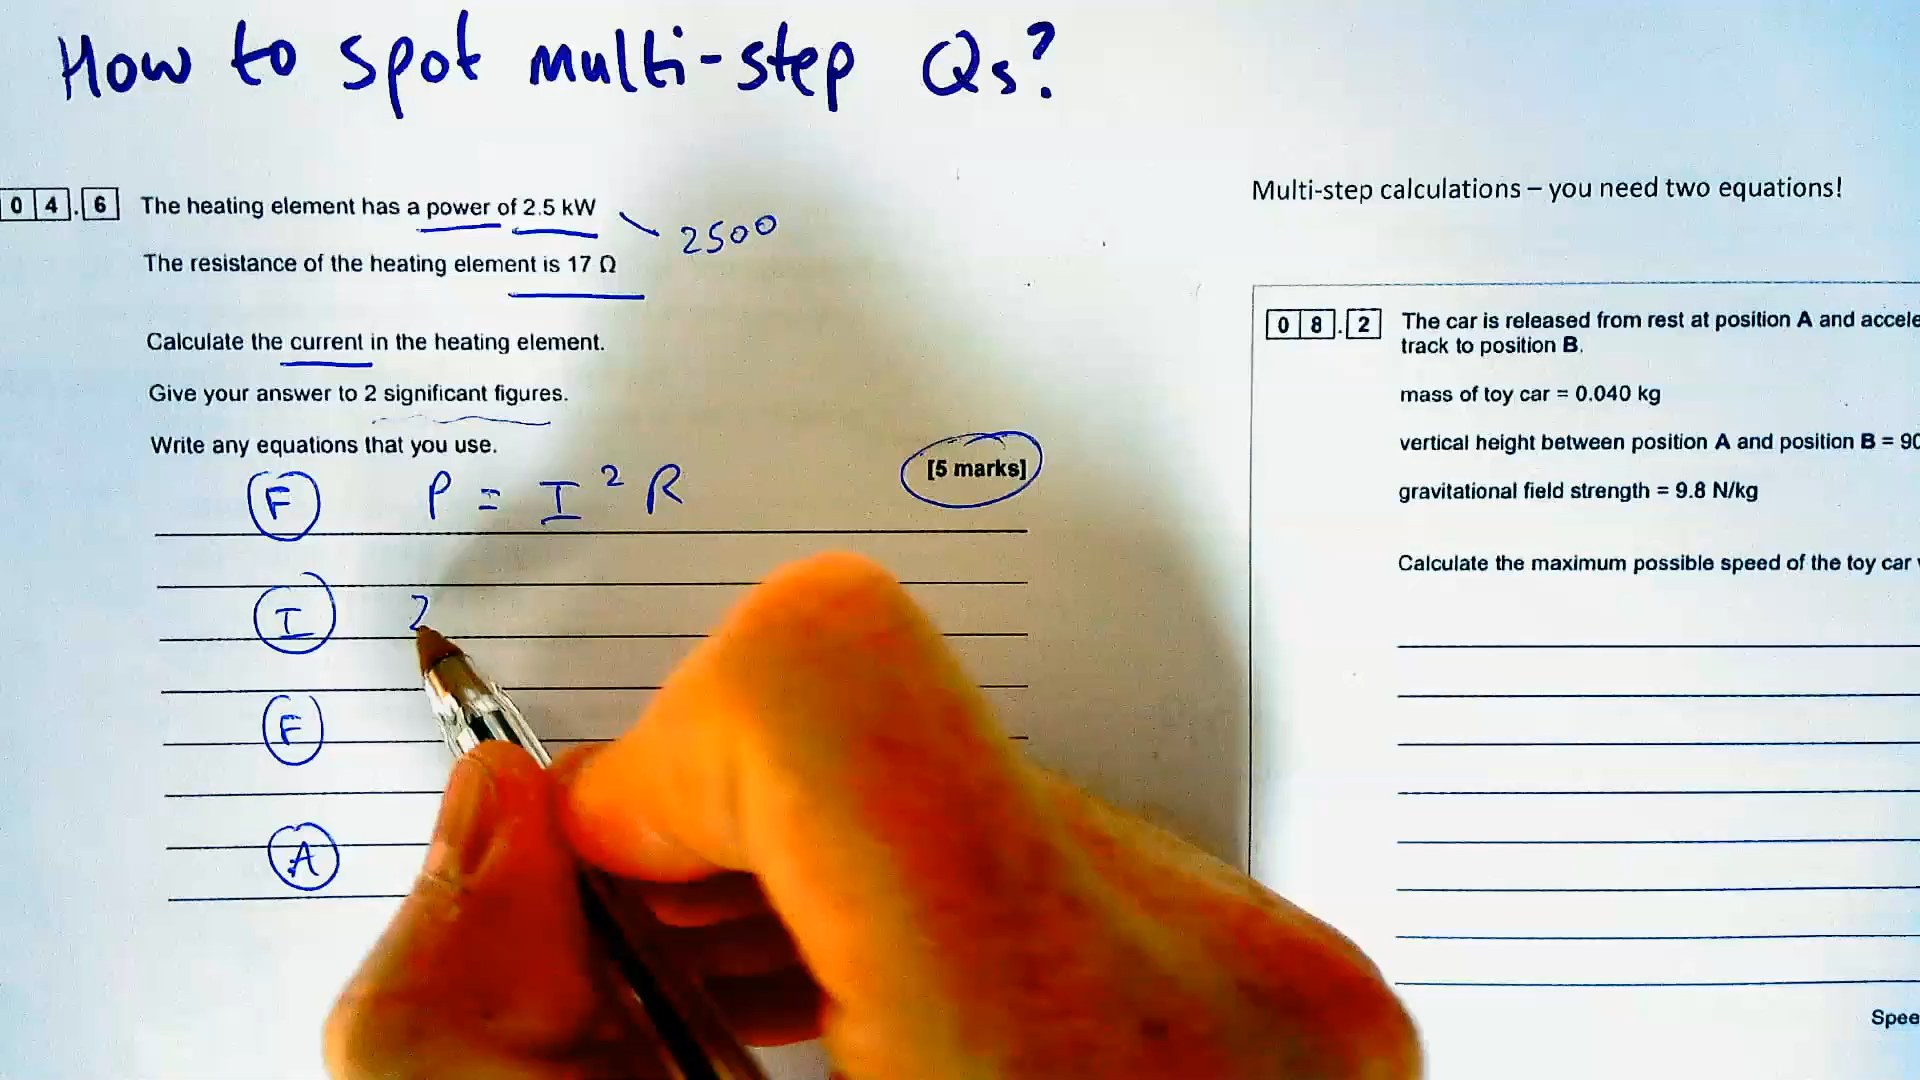 How to spot multi-step Qs?
04.6 The heating element has a power of 2.5 kW
2500
The resistance of the heating element is 17 Ω
Calculate the current in the heating element.
Give your answer to 2 significant figures.
Write any equations that you use.
[5 marks]
F P = I² R
I 2
F
A
Multi-step calculations – you need two equations!
08.2 The car is released from rest at position A and accele
track to position B.
mass of toy car = 0.040 kg
vertical height between position A and position B = 90
gravitational field strength = 9.8 N/kg
Calculate the maximum possible speed of the toy car
Spee